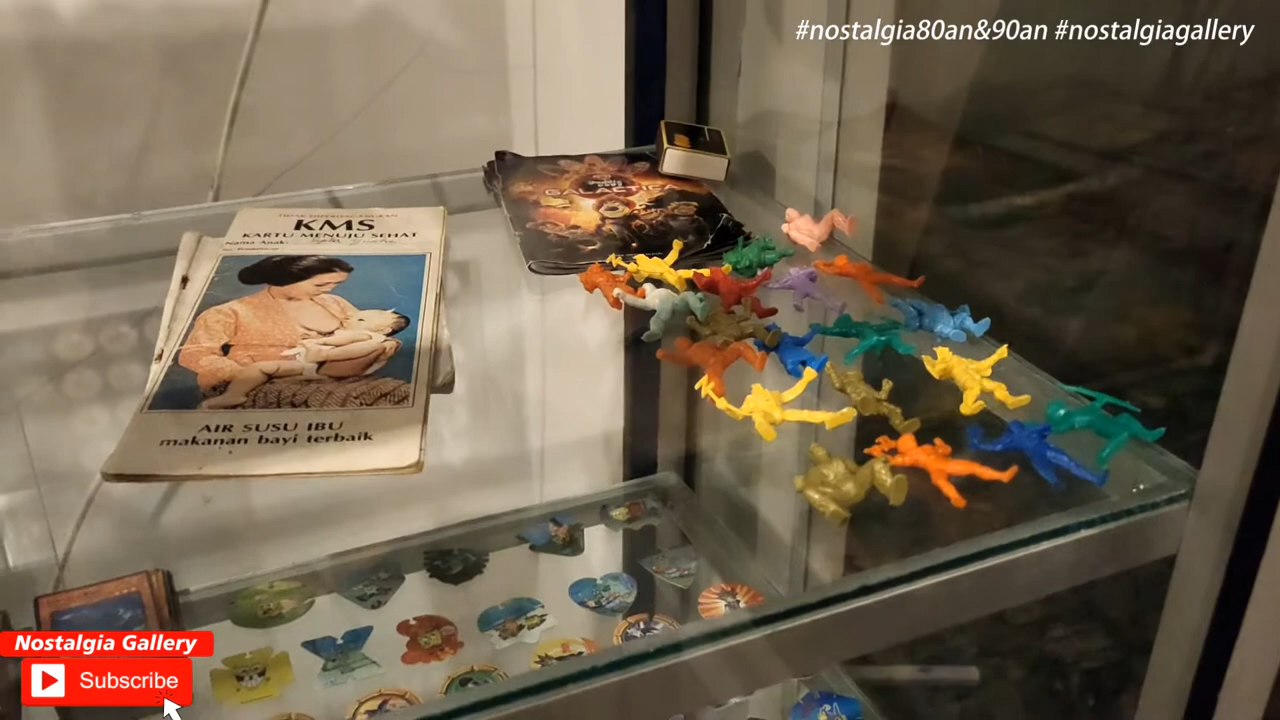 #nostalgia80an&90an #nostalgiagallery
GALACTICA
KMS
KARTU MENUJU SEHAT
Nama Anak:
AIR SUSU IBU
makanan bayi terbaik
Nostalgia Gallery
Subscribe